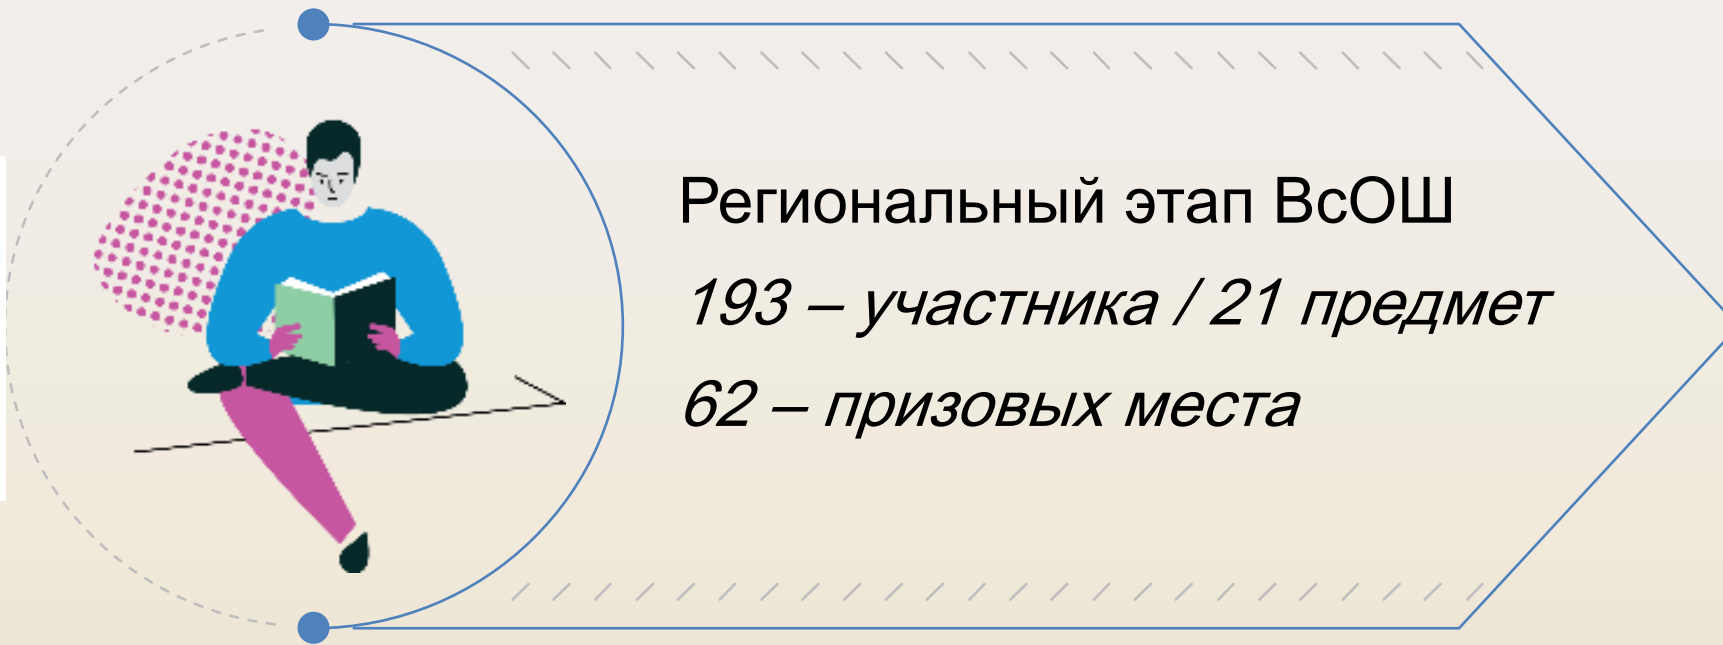 Региональный этап ВсОШ
193 – участника / 21 предмет
62 – призовых места